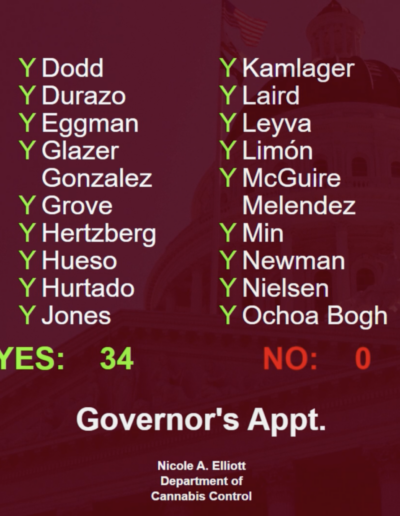 Y Dodd
Y Durazo
Y Eggman
Y Glazer
Gonzalez
Y Grove
Y Hertzberg
Y Hueso
Y Hurtado
Y Jones
Y Kamlager
Y Laird
Y Leyva
Y Limón
Y McGuire
Melendez
Y Min
Y Newman
Y Nielsen
Y Ochoa Bogh
YES: 34 NO: 0
Governor's Appt.
Nicole A. Elliott
Department of
Cannabis Control